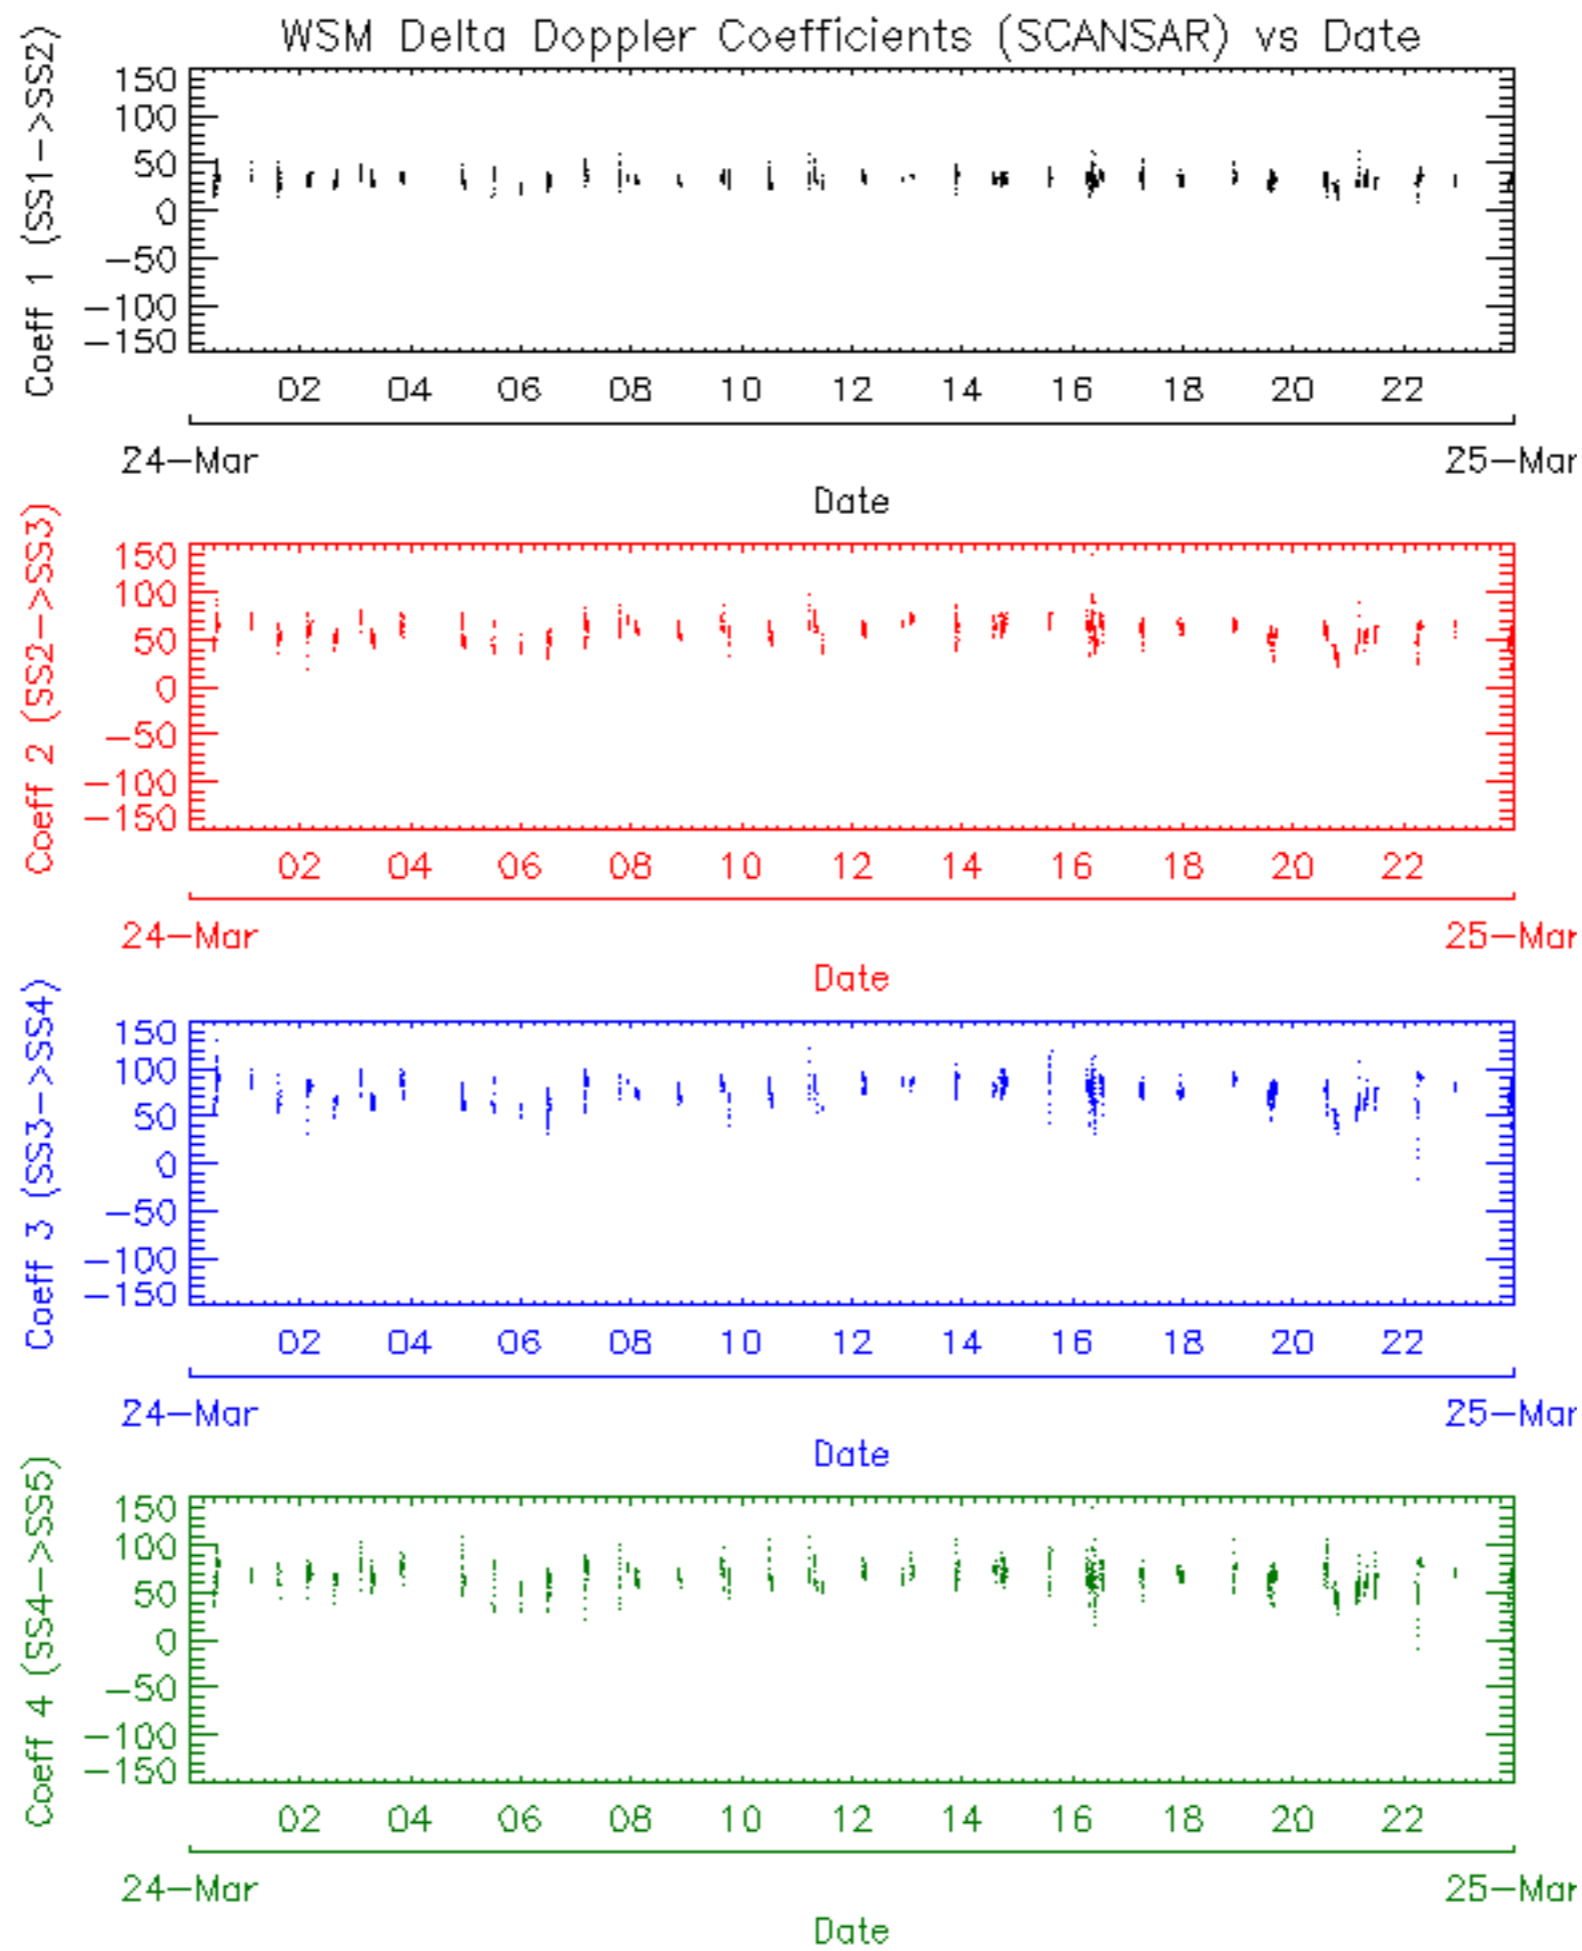 WSM Delta Doppler Coefficients (SCANSAR) vs Date
Coeff 1 (SS1->SS2)
150
100
50
0
-50
-100
-150
02 04 06 08 10 12 14 16 18 20 22
24-Mar 25-Mar
Date
Coeff 2 (SS2->SS3)
150
100
50
0
-50
-100
-150
02 04 06 08 10 12 14 16 18 20 22
24-Mar 25-Mar
Date
Coeff 3 (SS3->SS4)
150
100
50
0
-50
-100
-150
02 04 06 08 10 12 14 16 18 20 22
24-Mar 25-Mar
Date
Coeff 4 (SS4->SS5)
150
100
50
0
-50
-100
-150
02 04 06 08 10 12 14 16 18 20 22
24-Mar 25-Mar
Date